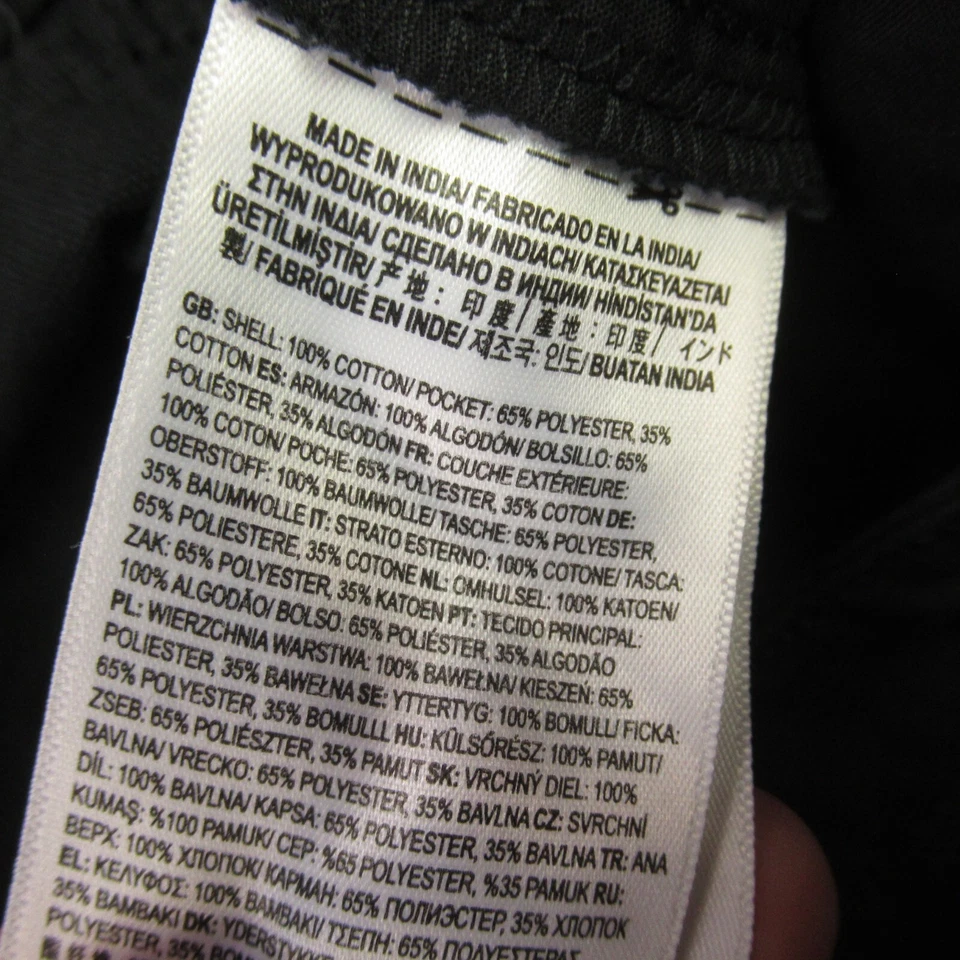 MADE IN INDIA/ FABRICADO EN LA INDIA/
WYPRODUKOWANO W INDIACH/ ΚΑΤΑΣΚΕΥΑΖΕΤΑΙ
ΣΤΗΝ ΙΝΔΙΑ/ СДЕЛАНО В ИНДИИ/ HİNDİSTAN'DA
ÜRETİLMİŞTİR/ 产地: 印度/ 產地: 印度/ インド
製/ FABRIQUÉ EN INDE/ 제조국: 인도/ BUATAN INDIA
GB: SHELL: 100% COTTON/ POCKET: 65% POLYESTER, 35%
COTTON ES: ARMAZÓN: 100% ALGODÓN/ BOLSILLO: 65%
POLIÉSTER, 35% ALGODÓN FR: COUCHE EXTÉRIEURE:
100% COTON/ POCHE: 65% POLYESTER, 35% COTON DE:
OBERSTOFF: 100% BAUMWOLLE/ TASCHE: 65% POLYESTER,
35% BAUMWOLLE IT: STRATO ESTERNO: 100% COTONE/ TASCA:
65% POLIESTERE, 35% COTONE NL: OMHULSEL: 100% KATOEN/
ZAK: 65% POLYESTER, 35% KATOEN PT: TECIDO PRINCIPAL:
100% ALGODÃO/ BOLSO: 65% POLIÉSTER, 35% ALGODÃO
PL: WIERZCHNIA WARSTWA: 100% BAWEŁNA/ KIESZEŃ: 65%
POLIESTER, 35% BAWEŁNA SE: YTTERTYG: 100% BOMULL/ FICKA:
65% POLYESTER, 35% BOMULLL HU: KÜLSŐRÉSZ: 100% PAMUT/
ZSEB: 65% POLIÉSZTER, 35% PAMUT SK: VRCHNÝ DIEL: 100%
BAVLNA/ VRECKO: 65% POLYESTER, 35% BAVLNA CZ: SVRCHNÍ
DÍL: 100% BAVLNA/ KAPSA: 65% POLYESTER, 35% BAVLNA TR: ANA
KUMAŞ: %100 PAMUK/ CEP: %65 POLYESTER, %35 PAMUK RU:
ВЕРХ: 100% ХЛОПОК/ КАРМАН: 65% ПОЛИЭСТЕР, 35% ХЛОПОК
EL: ΚΕΛΥΦΟΣ: 100% ΒΑΜΒΑΚΙ/ ΤΣΕΠΗ: 65% ΠΟΛΥΕΣΤΕΡΑΣ,
35% ΒΑΜΒΑΚΙ DK: YDERSTYKKE
POLYESTER, 35%